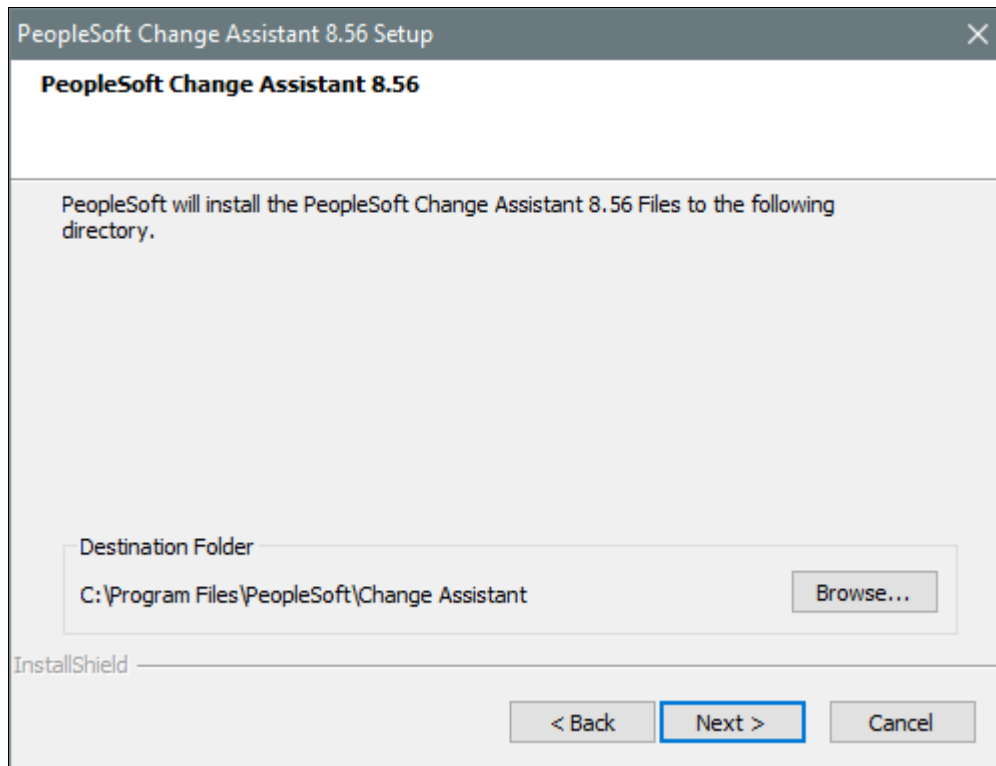 PeopleSoft Change Assistant 8.56 Setup
PeopleSoft Change Assistant 8.56
PeopleSoft will install the PeopleSoft Change Assistant 8.56 Files to the following
directory.
Destination Folder
C:\Program Files\PeopleSoft\Change Assistant
Browse...
InstallShield
< Back
Next >
Cancel